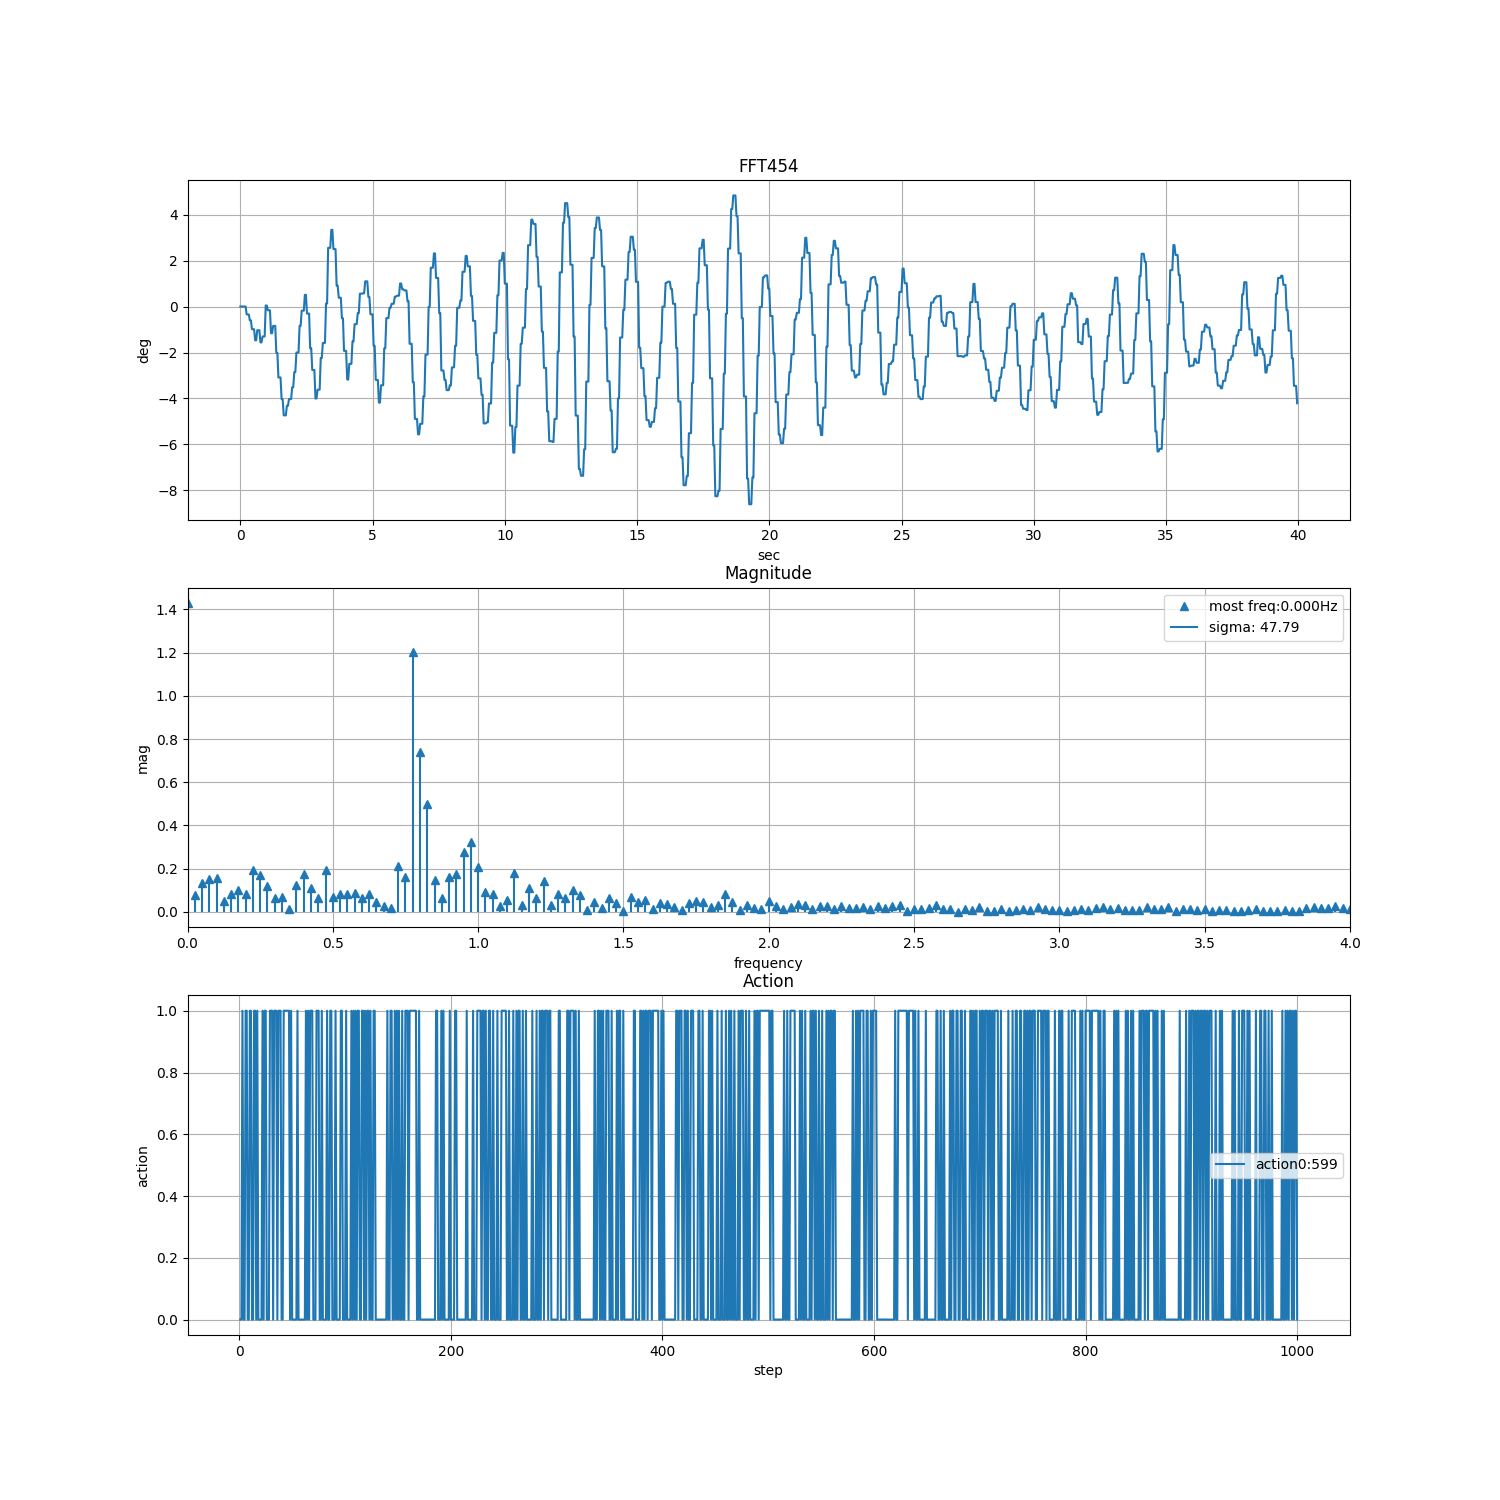 FFT454
4
2
0
−2
−4
−6
−8
deg
0 5 10 15 20 25 30 35 40
sec
Magnitude
1.4
1.2
1.0
0.8
0.6
0.4
0.2
0.0
mag
most freq:0.000Hz
sigma: 47.79
0.0 0.5 1.0 1.5 2.0 2.5 3.0 3.5 4.0
frequency
Action
1.0
0.8
0.6
0.4
0.2
0.0
action
action0:599
0 200 400 600 800 1000
step